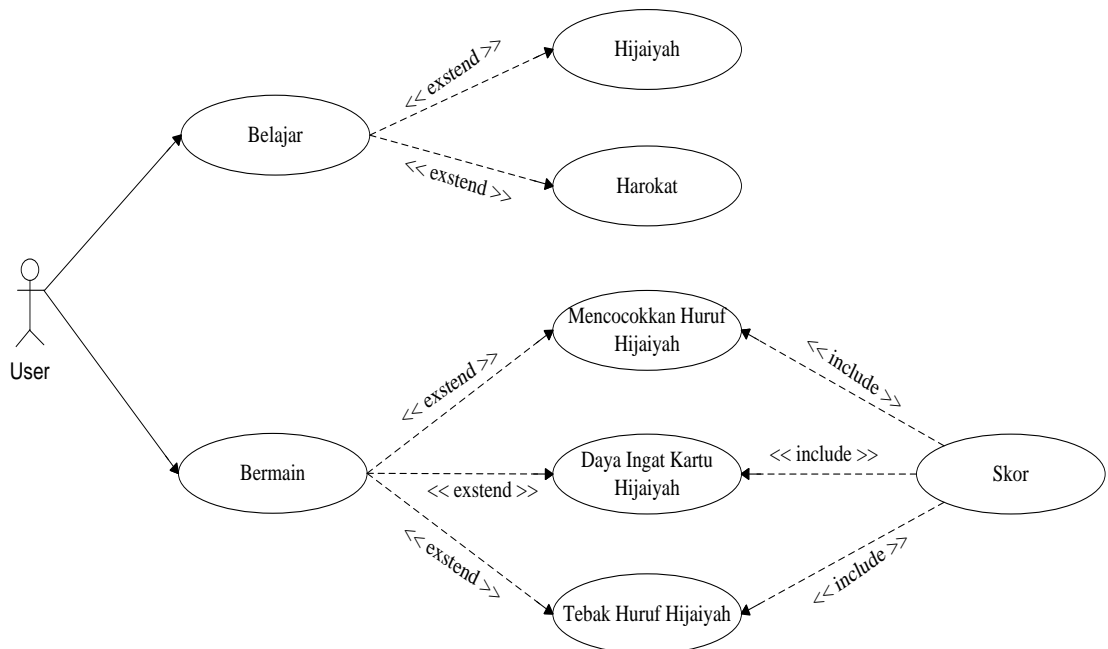 << exstend >>
Hijaiyah
Belajar
<< exstend >>
Harokat
User
Mencocokkan Huruf
Hijaiyah
<< exstend >>
<< include >>
Bermain
<< exstend >>
Daya Ingat Kartu
Hijaiyah
<< include >>
Skor
<< exstend >>
Tebak Huruf Hijaiyah
<< include >>